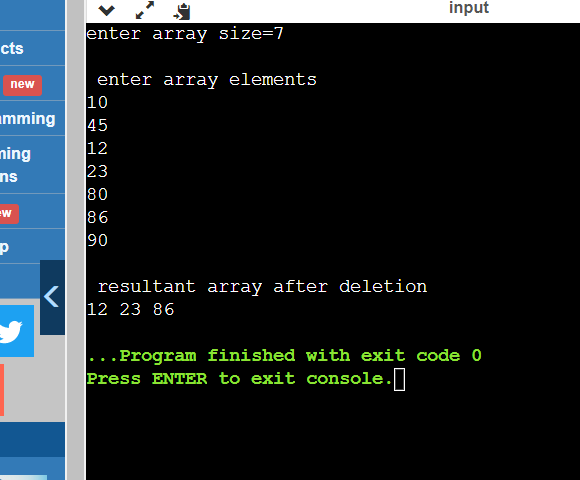 input
cts
new
amming
ming
ns
ew
p
enter array size=7
enter array elements
10
45
12
23
80
86
90
resultant array after deletion
12 23 86
...Program finished with exit code 0
Press ENTER to exit console.